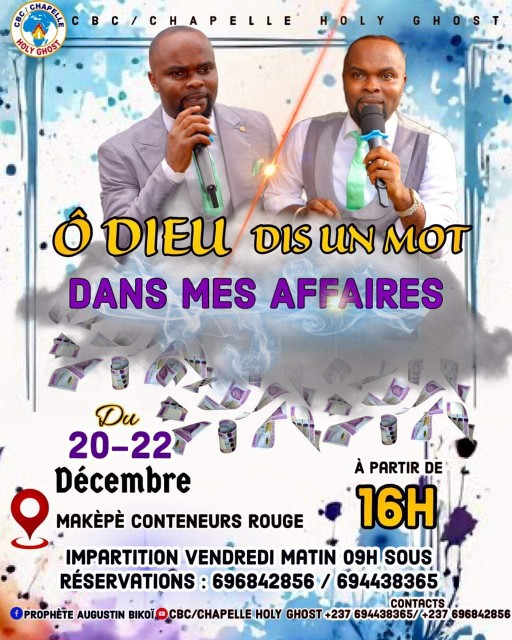 CBC/CHAPELLE HOLY GHOST
CBC/CHAPELLE
HOLY GHOST
Ô DIEU DIS UN MOT
DANS MES AFFAIRES
Du
20-22
Décembre
À PARTIR DE
16H
MAKÈPÈ CONTENEURS ROUGE
IMPARTITION VENDREDI MATIN 09H SOUS
RÉSERVATIONS : 696842856 / 694438365
CONTACTS
PROPHÈTE AUGUSTIN BIKOÏ CBC/CHAPELLE HOLY GHOST +237 694438365/ +237 696842856